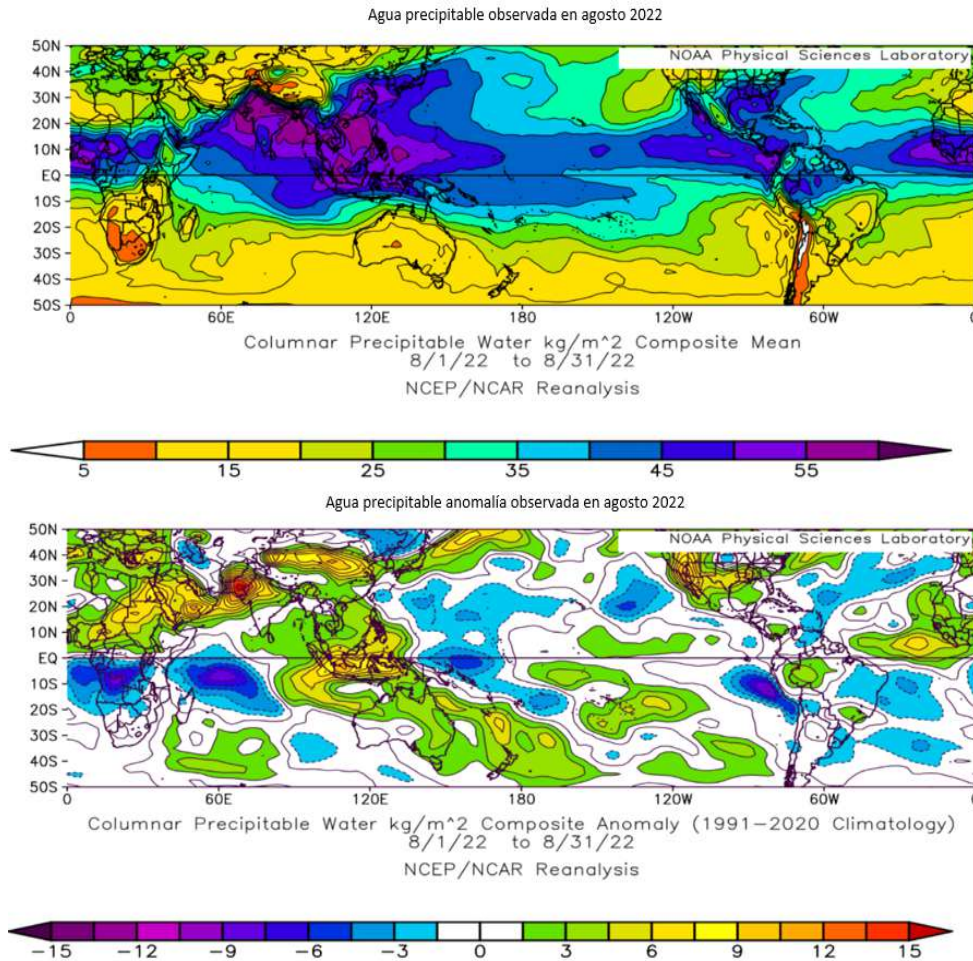 Agua precipitable observada en agosto 2022
NOAA Physical Sciences Laboratory
50N
40N
30N
20N
10N
EQ
10S
20S
30S
40S
50S
0 60E 120E 180 120W 60W 0
Columnar Precipitable Water kg/m^2 Composite Mean
8/1/22 to 8/31/22
NCEP/NCAR Reanalysis
5 15 25 35 45 55
Agua precipitable anomalía observada en agosto 2022
NOAA Physical Sciences Laboratory
50N
40N
30N
20N
10N
EQ
10S
20S
30S
40S
50S
0 60E 120E 180 120W 60W 0
Columnar Precipitable Water kg/m^2 Composite Anomaly (1991-2020 Climatology)
8/1/22 to 8/31/22
NCEP/NCAR Reanalysis
-15 -12 -9 -6 -3 0 3 6 9 12 15